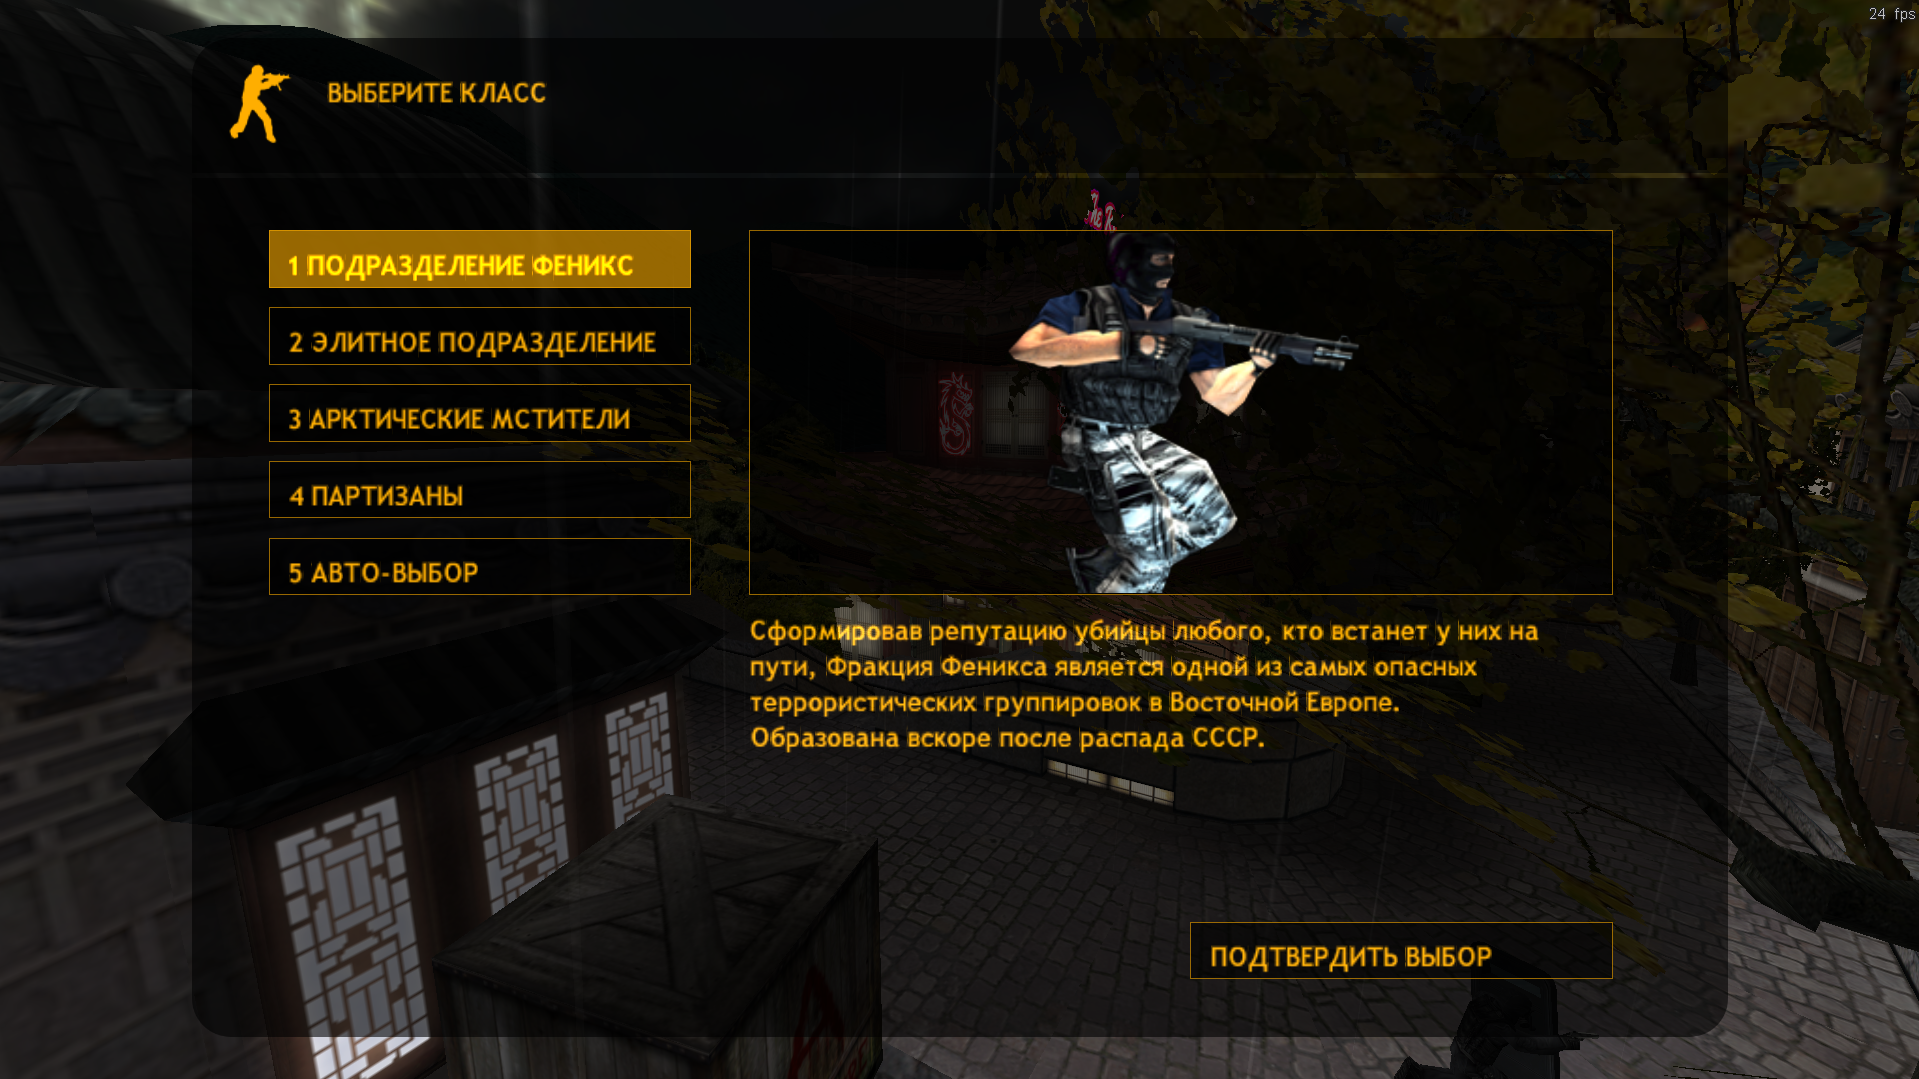 24 fps
ВЫБЕРИТЕ КЛАСС
1 ПОДРАЗДЕЛЕНИЕ ФЕНИКС
2 ЭЛИТНОЕ ПОДРАЗДЕЛЕНИЕ
3 АРКТИЧЕСКИЕ МСТИТЕЛИ
4 ПАРТИЗАНЫ
5 АВТО-ВЫБОР
Сформировав репутацию убийцы любого, кто встанет у них на
пути, Фракция Феникса является одной из самых опасных
террористических группировок в Восточной Европе.
Образована вскоре после распада СССР.
ПОДТВЕРДИТЬ ВЫБОР